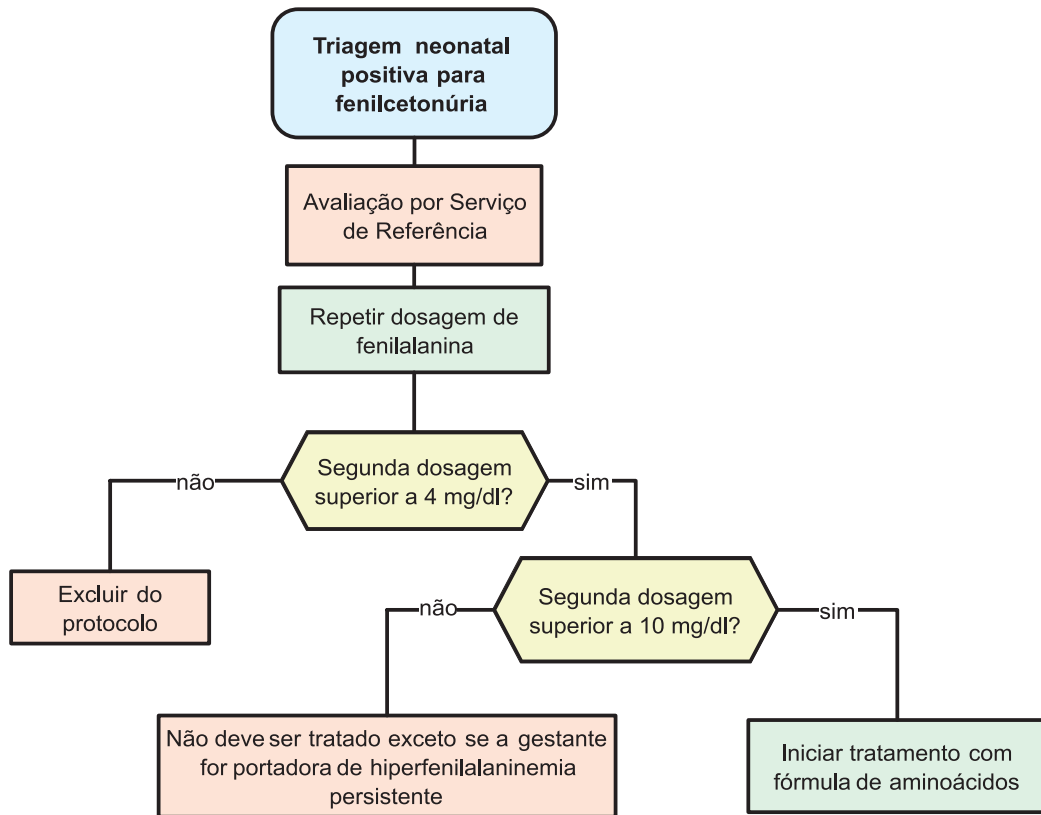 Triagem neonatal
positiva para
fenilcetonúria
Avaliação por Serviço
de Referência
Repetir dosagem de
fenilalanina
Segunda dosagem
superior a 4 mg/dl?
não
sim
Excluir do
protocolo
Segunda dosagem
superior a 10 mg/dl?
não
sim
Não deve ser tratado exceto se a gestante
for portadora de hiperfenilalaninemia
persistente
Iniciar tratamento com
fórmula de aminoácidos